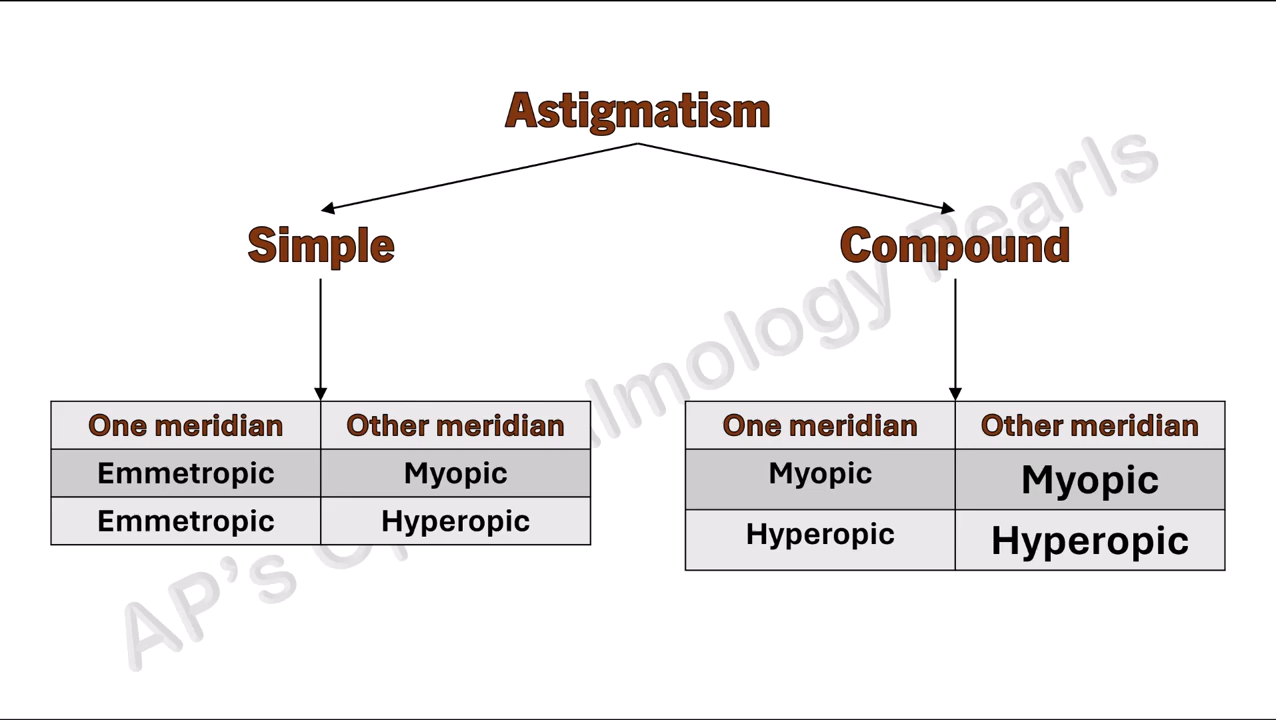 Astigmatism
Simple
Compound
One meridian Other meridian
Emmetropic Myopic
Emmetropic Hyperopic
One meridian Other meridian
Myopic Myopic
Hyperopic Hyperopic
AP's Pearls